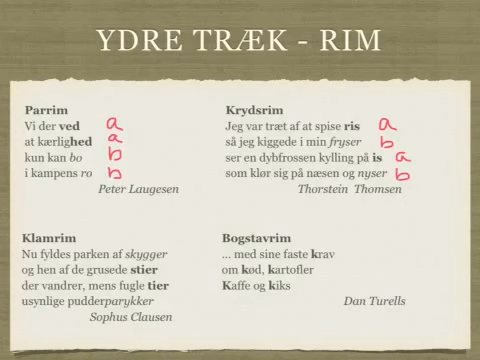 YDRE TRÆK - RIM
Parrim
Vi der ved a
at kærlighed a
kun kan bo b
i kampens ro b
Peter Laugesen
Krydsrim
Jeg var træt af at spise ris a
så jeg kiggede i min fryser b
ser en dybfrossen kylling på is a
som klør sig på næsen og nyser b
Thorstein Thomsen
Klamrim
Nu fyldes parken af skygger
og hen af de grusede stier
der vandrer, mens fugle tier
usynlige pudderparykker
Sophus Clausen
Bogstavrim
... med sine faste krav
om kød, kartofler
Kaffe og kiks
Dan Turells